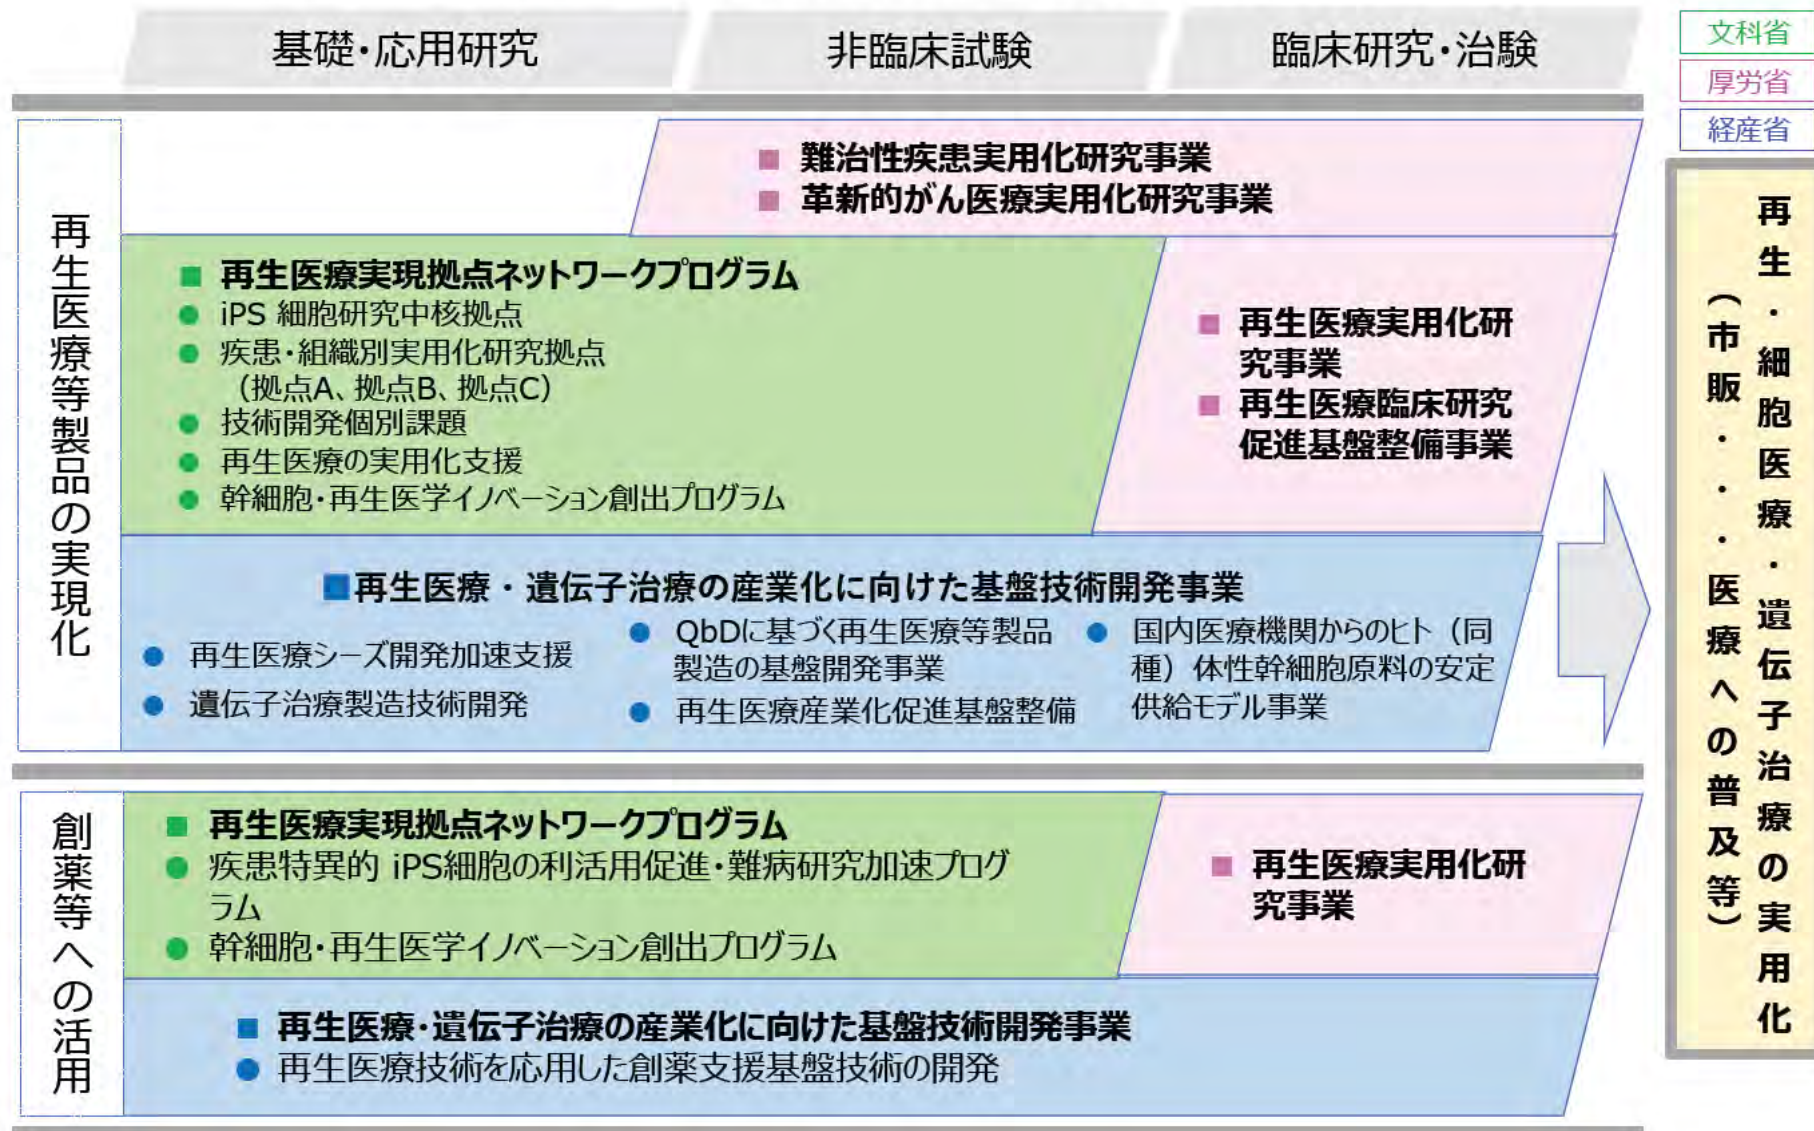 基礎・応用研究
非臨床試験
臨床研究・治験
文科省
厚労省
経産省
再生医療等製品の実現化
■ 難治性疾患実用化研究事業
■ 革新的がん医療実用化研究事業
■ 再生医療実現拠点ネットワークプログラム
● iPS 細胞研究中核拠点
● 疾患・組織別実用化研究拠点
（拠点A、拠点B、拠点C）
● 技術開発個別課題
● 再生医療の実用化支援
● 幹細胞・再生医学イノベーション創出プログラム
■ 再生医療実用化研
究事業
■ 再生医療臨床研究
促進基盤整備事業
■再生医療・遺伝子治療の産業化に向けた基盤技術開発事業
● 再生医療シーズ開発加速支援
● 遺伝子治療製造技術開発
● QbDに基づく再生医療等製品
製造の基盤開発事業
● 再生医療産業化促進基盤整備
● 国内医療機関からのヒト（同
種）体性幹細胞原料の安定
供給モデル事業
創薬等への活用
■ 再生医療実現拠点ネットワークプログラム
● 疾患特異的 iPS細胞の利活用促進・難病研究加速プログ
ラム
● 幹細胞・再生医学イノベーション創出プログラム
■ 再生医療実用化研
究事業
■ 再生医療・遺伝子治療の産業化に向けた基盤技術開発事業
● 再生医療技術を応用した創薬支援基盤技術の開発
再生・細胞医療・遺伝子治療の実用化
（市販・・・医療への普及等）